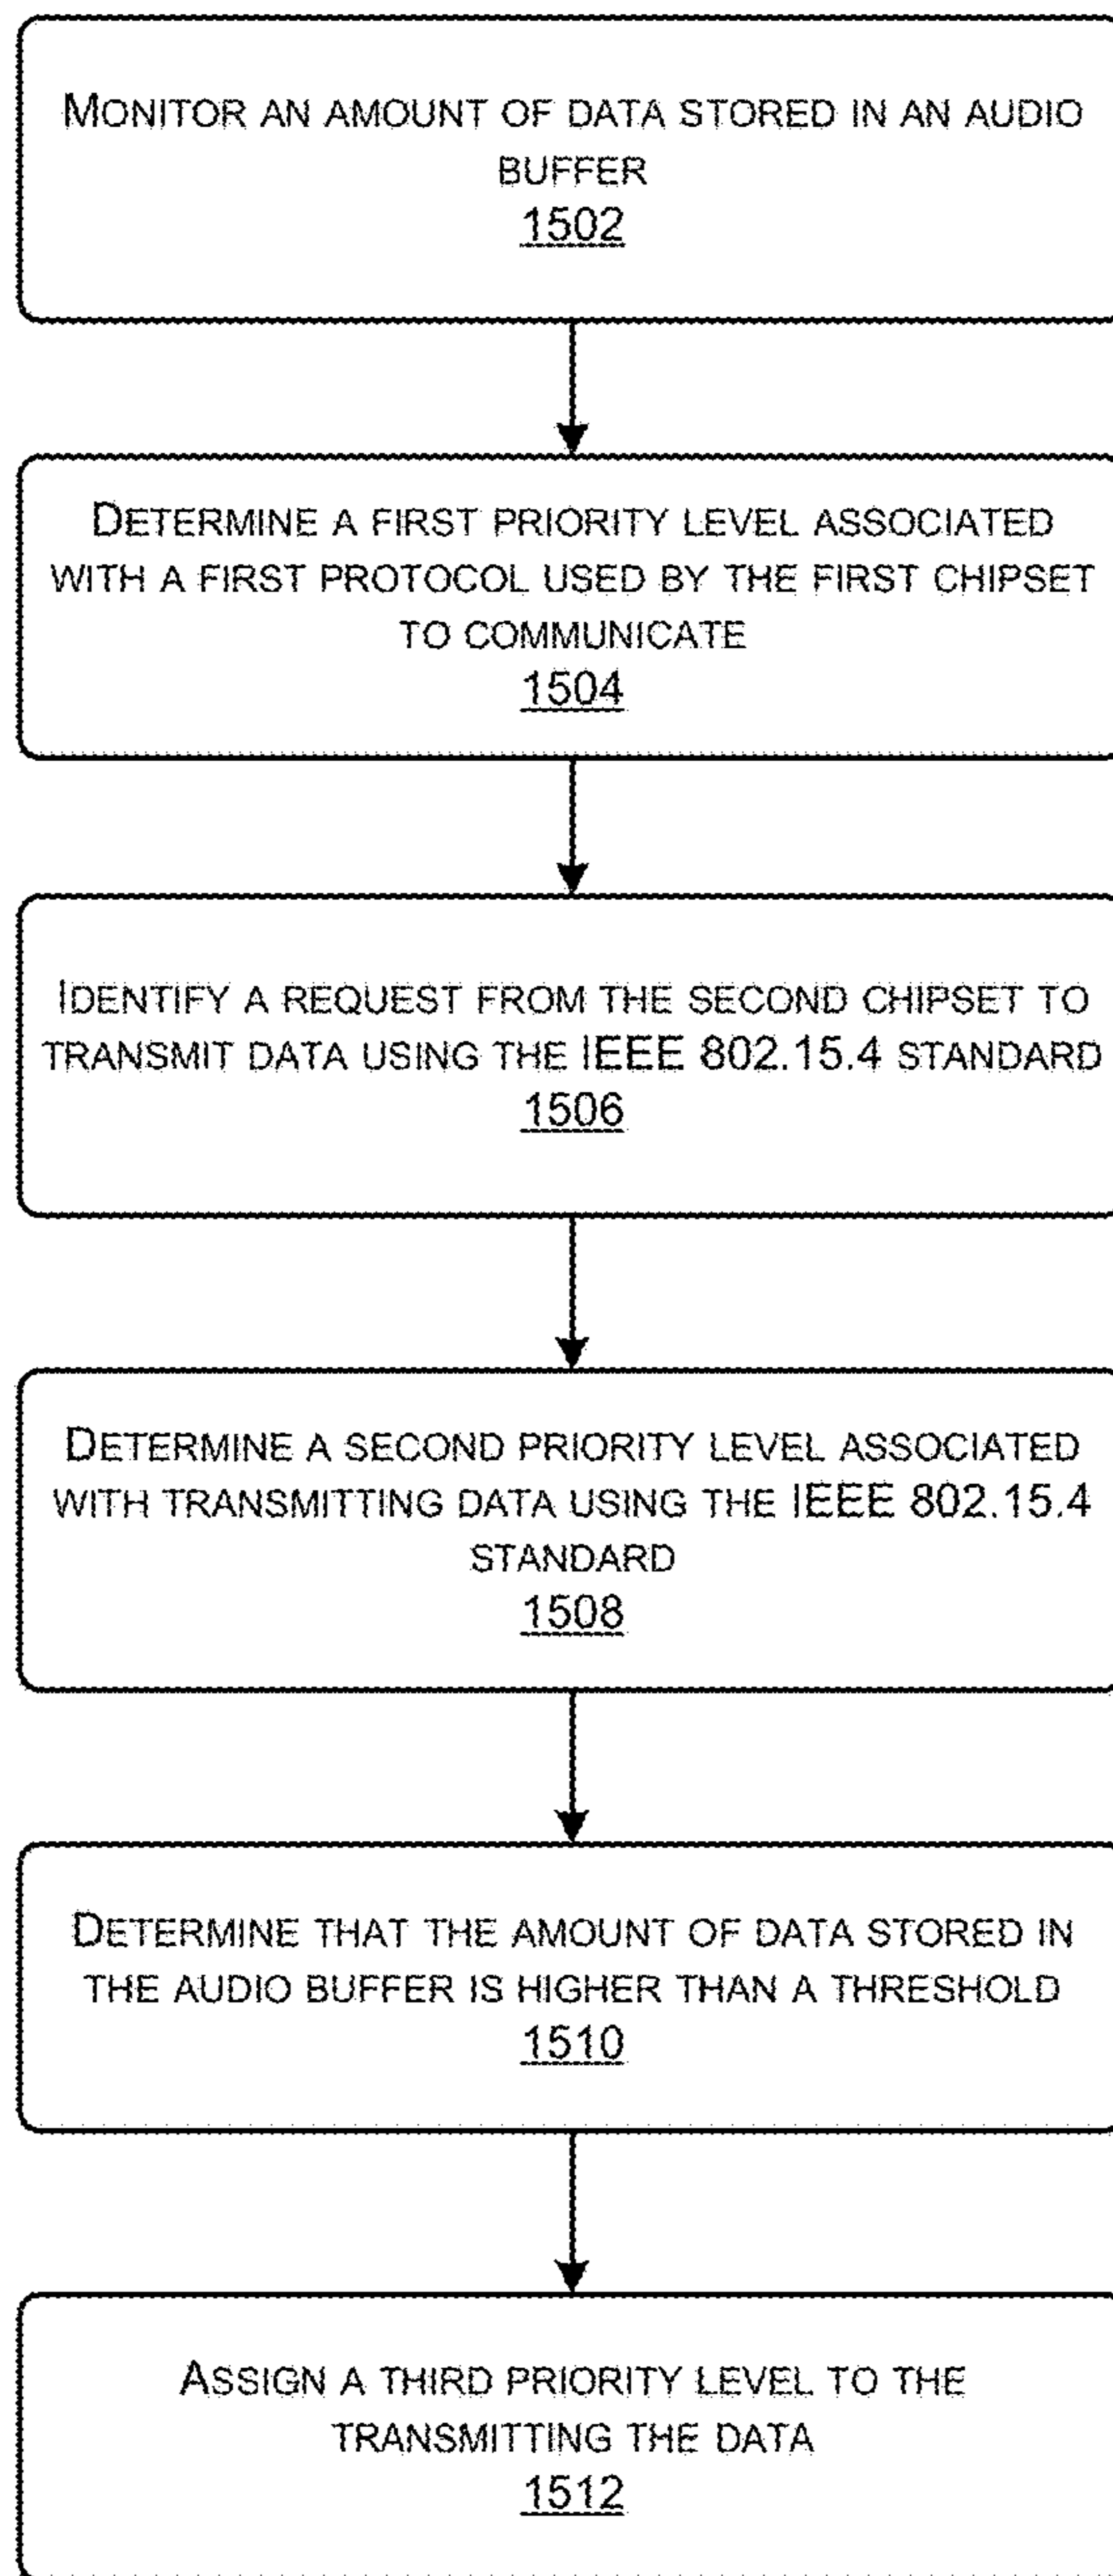 MONITOR AN AMOUNT OF DATA STORED IN AN AUDIO
BUFFER
1502
DETERMINE A FIRST PRIORITY LEVEL ASSOCIATED
WITH A FIRST PROTOCOL USED BY THE FIRST CHIPSET
TO COMMUNICATE
1504
IDENTIFY A REQUEST FROM THE SECOND CHIPSET TO
TRANSMIT DATA USING THE IEEE 802.15.4 STANDARD
1506
DETERMINE A SECOND PRIORITY LEVEL ASSOCIATED
WITH TRANSMITTING DATA USING THE IEEE 802.15.4
STANDARD
1508
DETERMINE THAT THE AMOUNT OF DATA STORED IN
THE AUDIO BUFFER IS HIGHER THAN A THRESHOLD
1510
ASSIGN A THIRD PRIORITY LEVEL TO THE
TRANSMITTING THE DATA
1512